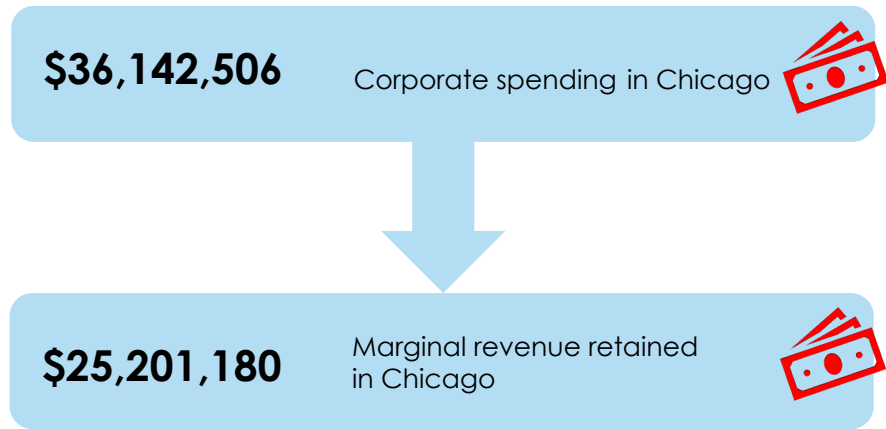 $36,142,506
Corporate spending in Chicago
$25,201,180
Marginal revenue retained
in Chicago